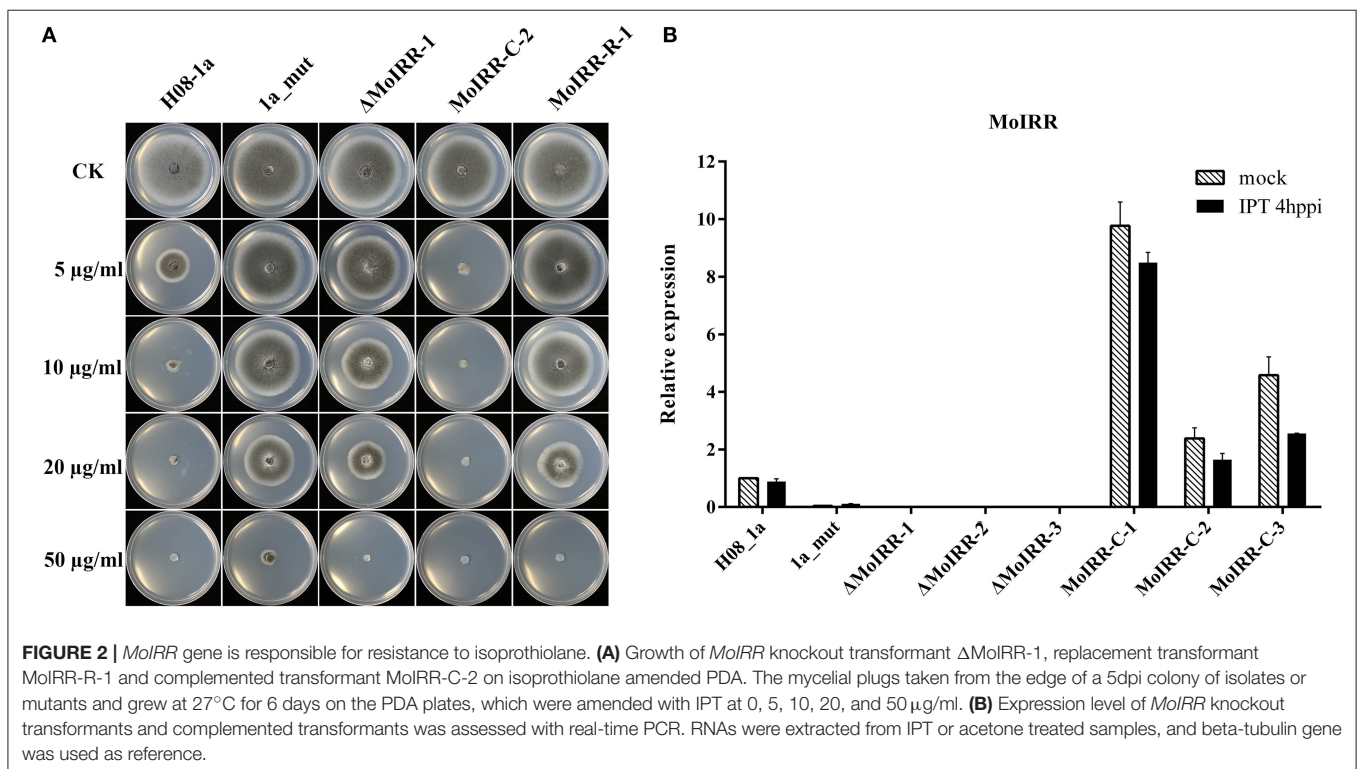 A
H08-1a
1a_mut
ΔMoIRR-1
MoIRR-C-2
MoIRR-R-1
CK
5 μg/ml
10 μg/ml
20 μg/ml
50 μg/ml
B
MoIRR
mock
IPT 4hppi
Relative expression
12
10
8
6
4
2
0
H08_1a
1a_mut
ΔMoIRR-1
ΔMoIRR-2
ΔMoIRR-3
MoIRR-C-1
MoIRR-C-2
MoIRR-C-3
FIGURE 2 | MoIRR gene is responsible for resistance to isoprothiolane. (A) Growth of MoIRR knockout transformant ΔMoIRR-1, replacement transformant
MoIRR-R-1 and complemented transformant MoIRR-C-2 on isoprothiolane amended PDA. The mycelial plugs taken from the edge of a 5dpi colony of isolates or
mutants and grew at 27°C for 6 days on the PDA plates, which were amended with IPT at 0, 5, 10, 20, and 50 μg/ml. (B) Expression level of MoIRR knockout
transformants and complemented transformants was assessed with real-time PCR. RNAs were extracted from IPT or acetone treated samples, and beta-tubulin gene
was used as reference.